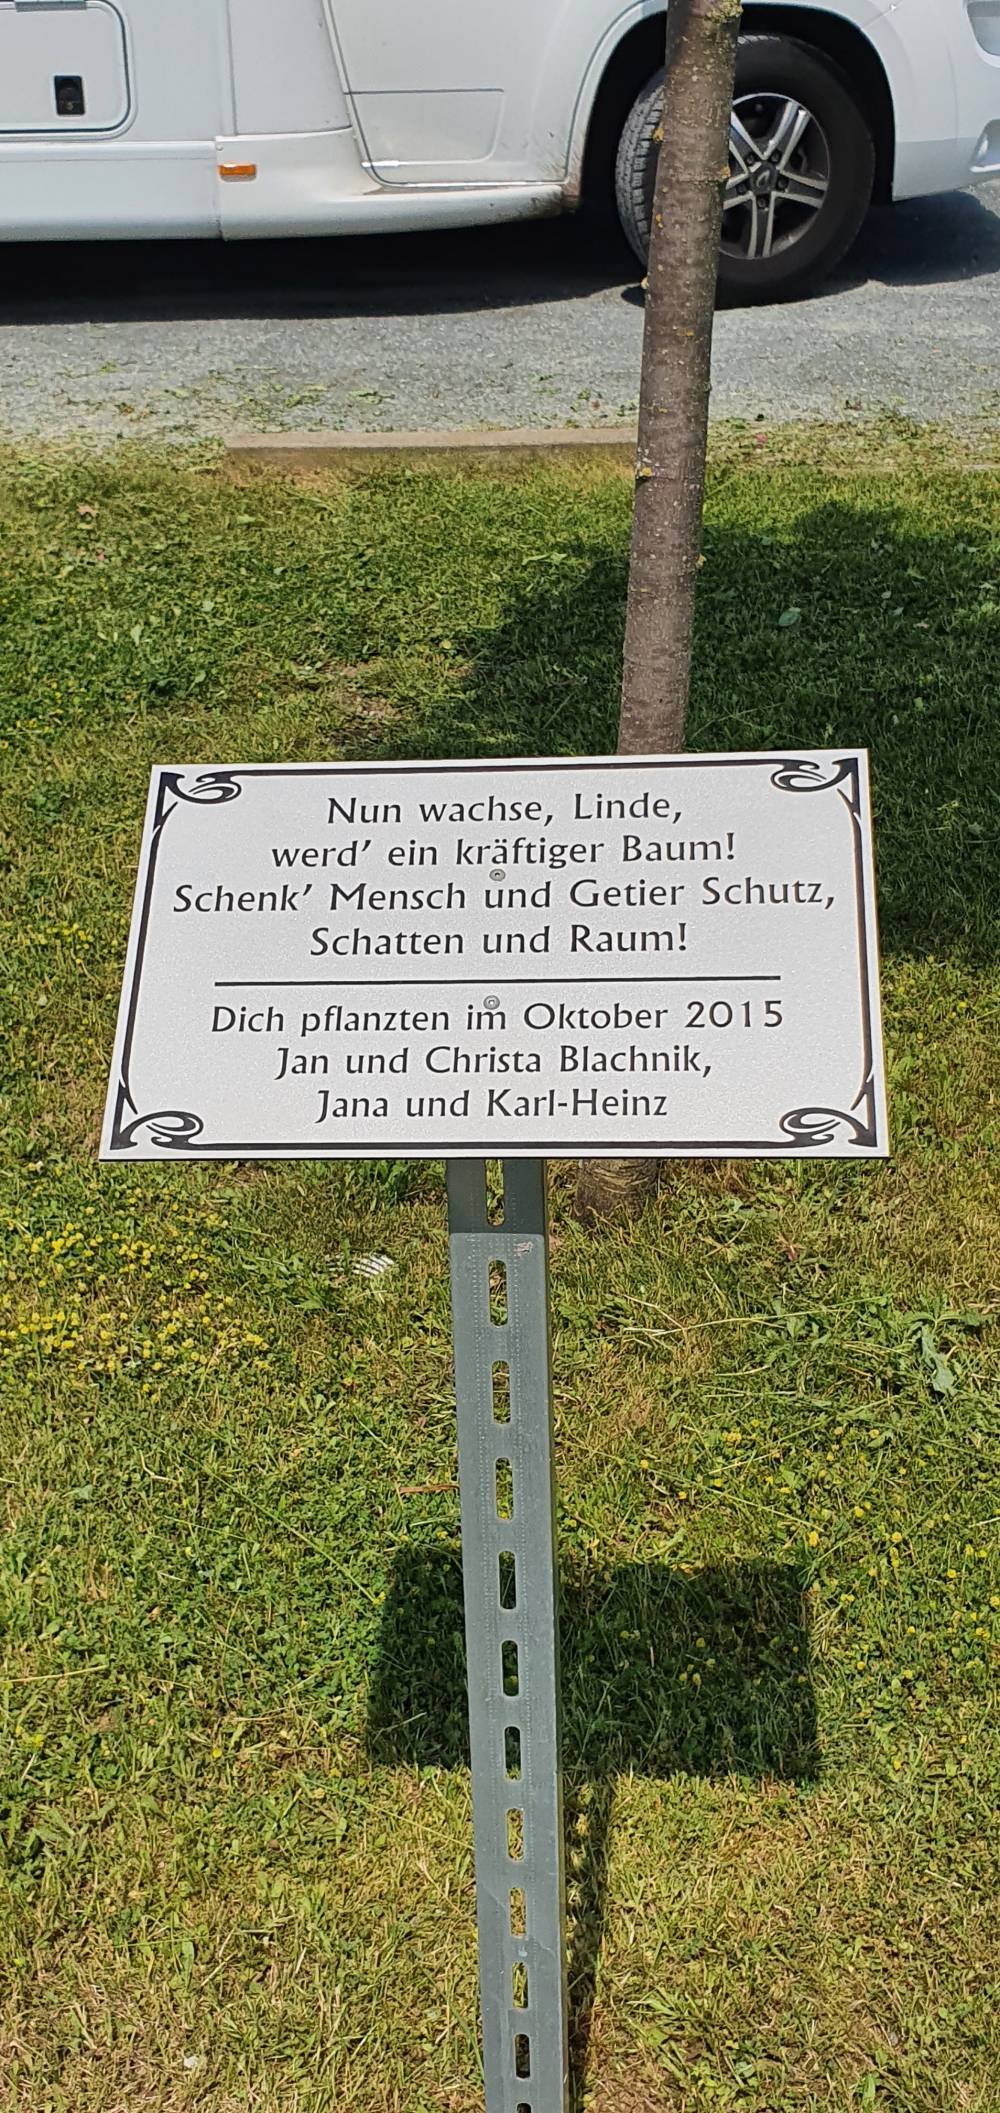 Nun wachse, Linde,
werd’ ein kräftiger Baum!
Schenk’ Mensch und Getier Schutz,
Schatten und Raum!
Dich pflanzten im Oktober 2015
Jan und Christa Blachnik,
Jana und Karl-Heinz